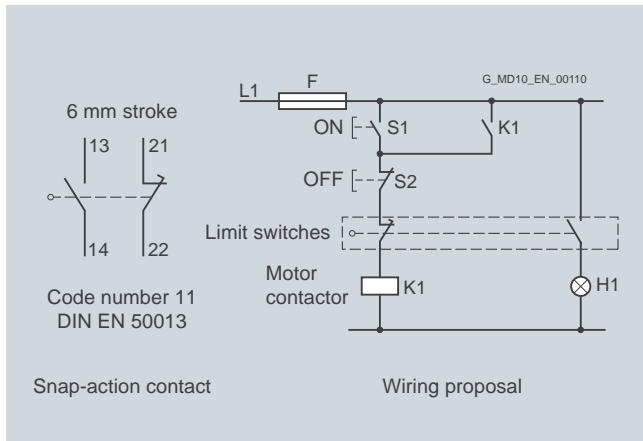 G_MD10_EN_00110
L1
F
6 mm stroke
13
21
14
22
Code number 11
DIN EN 50013
Snap-action contact
ON
S1
K1
OFF
S2
Limit switches
Motor
contactor
K1
H1
Wiring proposal